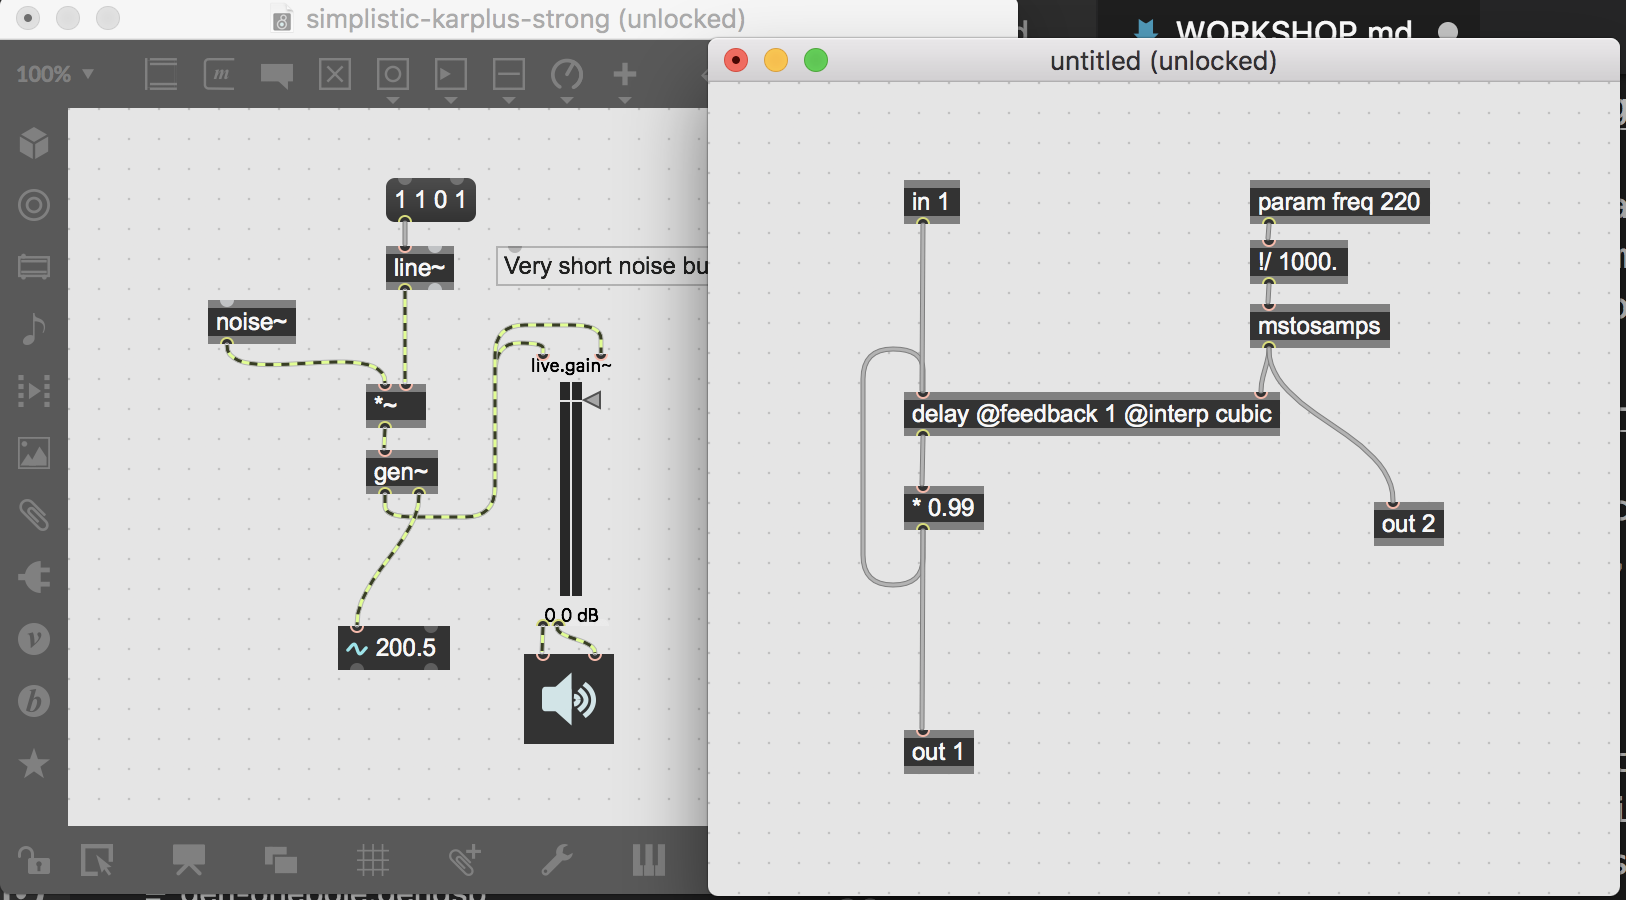 simplistic-karplus-strong (unlocked)
WORKSHOP.md
untitled (unlocked)
100%
m
1 1 0 1
line~
Very short noise bu
noise~
live.gain~
*~
gen~
0.0 dB
200.5
v
b
in 1
param freq 220
!/ 1000.
mstosamps
delay @feedback 1 @interp cubic
* 0.99
out 2
out 1